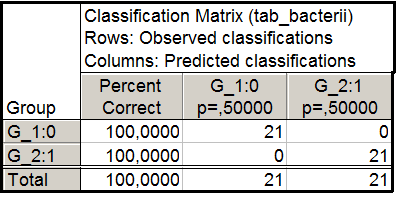 Classification Matrix (tab_bacterii)
Rows: Observed classifications
Columns: Predicted classifications
Group Percent Correct G_1:0 p=,50000 G_2:1 p=,50000
G_1:0 100,0000 21 0
G_2:1 100,0000 0 21
Total 100,0000 21 21